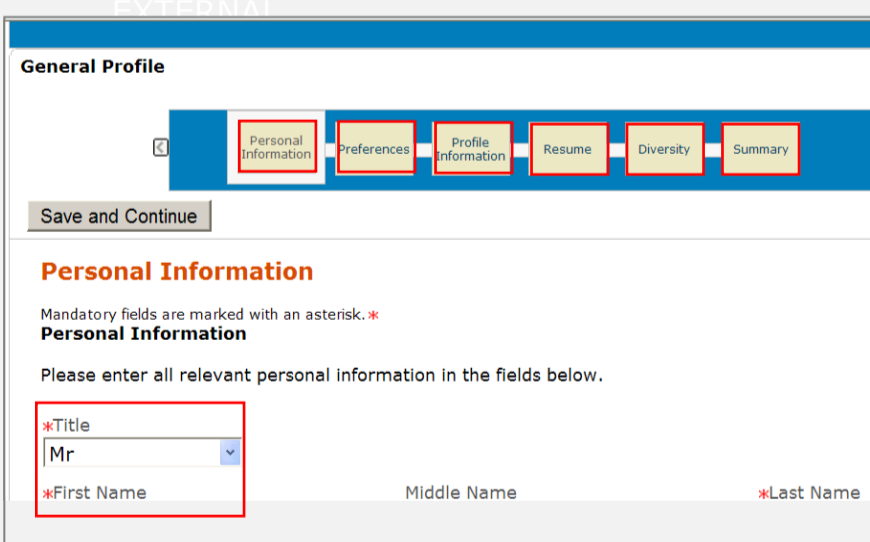 EXTERNAL
General Profile
Personal Information
Preferences
Profile Information
Resume
Diversity
Summary
Save and Continue
Personal Information
Mandatory fields are marked with an asterisk.*
Personal Information
Please enter all relevant personal information in the fields below.
*Title
Mr
*First Name Middle Name *Last Name